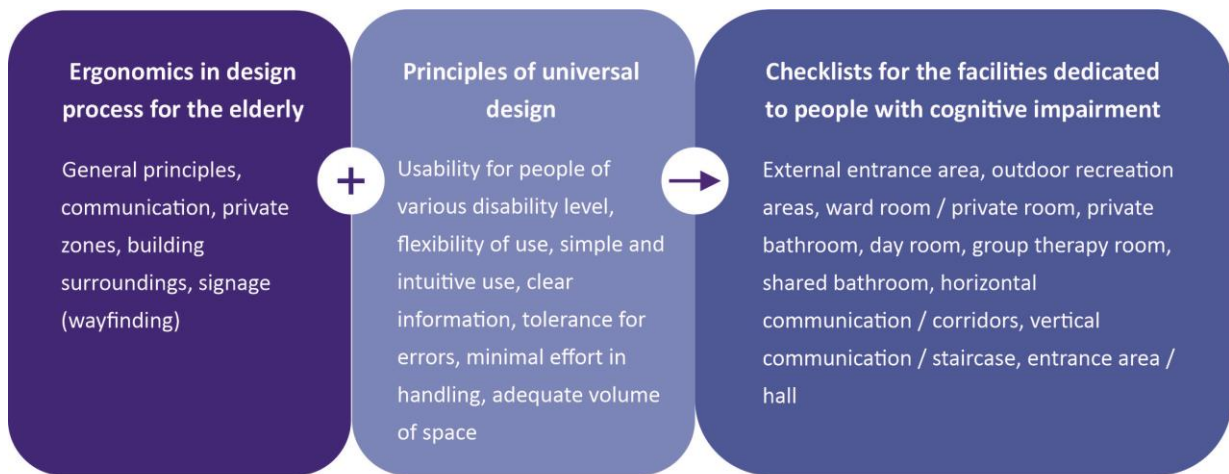 Ergonomics in design
process for the elderly
General principles,
communication, private
zones, building
surroundings, signage
(wayfinding)
+
Principles of universal
design
Usability for people of
various disability level,
flexibility of use, simple and
intuitive use, clear
information, tolerance for
errors, minimal effort in
handling, adequate volume
of space
Checklists for the facilities dedicated
to people with cognitive impairment
External entrance area, outdoor recreation
areas, ward room / private room, private
bathroom, day room, group therapy room,
shared bathroom, horizontal
communication / corridors, vertical
communication / staircase, entrance area /
hall